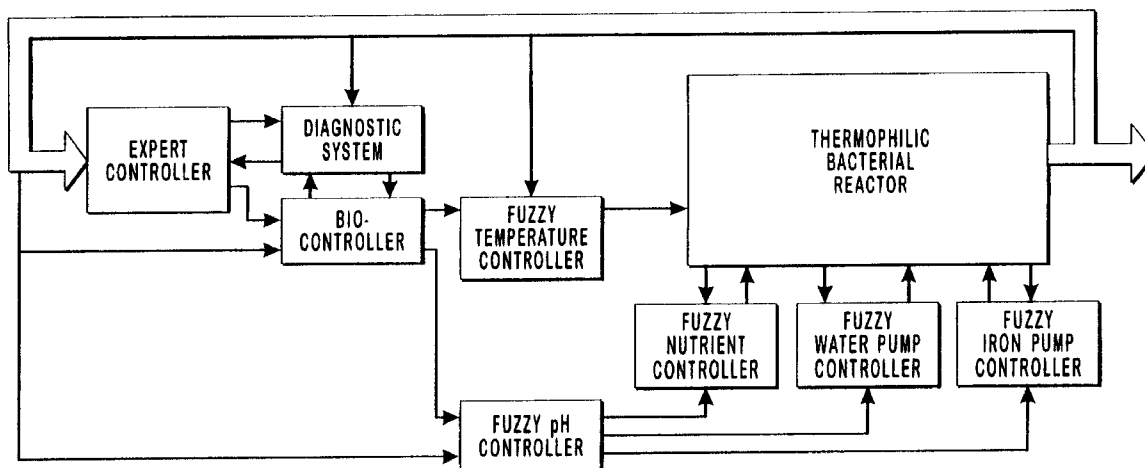 EXPERT
CONTROLLER
DIAGNOSTIC
SYSTEM
BIO-
CONTROLLER
FUZZY
TEMPERATURE
CONTROLLER
THERMOPHILIC
BACTERIAL
REACTOR
FUZZY
NUTRIENT
CONTROLLER
FUZZY
WATER PUMP
CONTROLLER
FUZZY
IRON PUMP
CONTROLLER
FUZZY pH
CONTROLLER